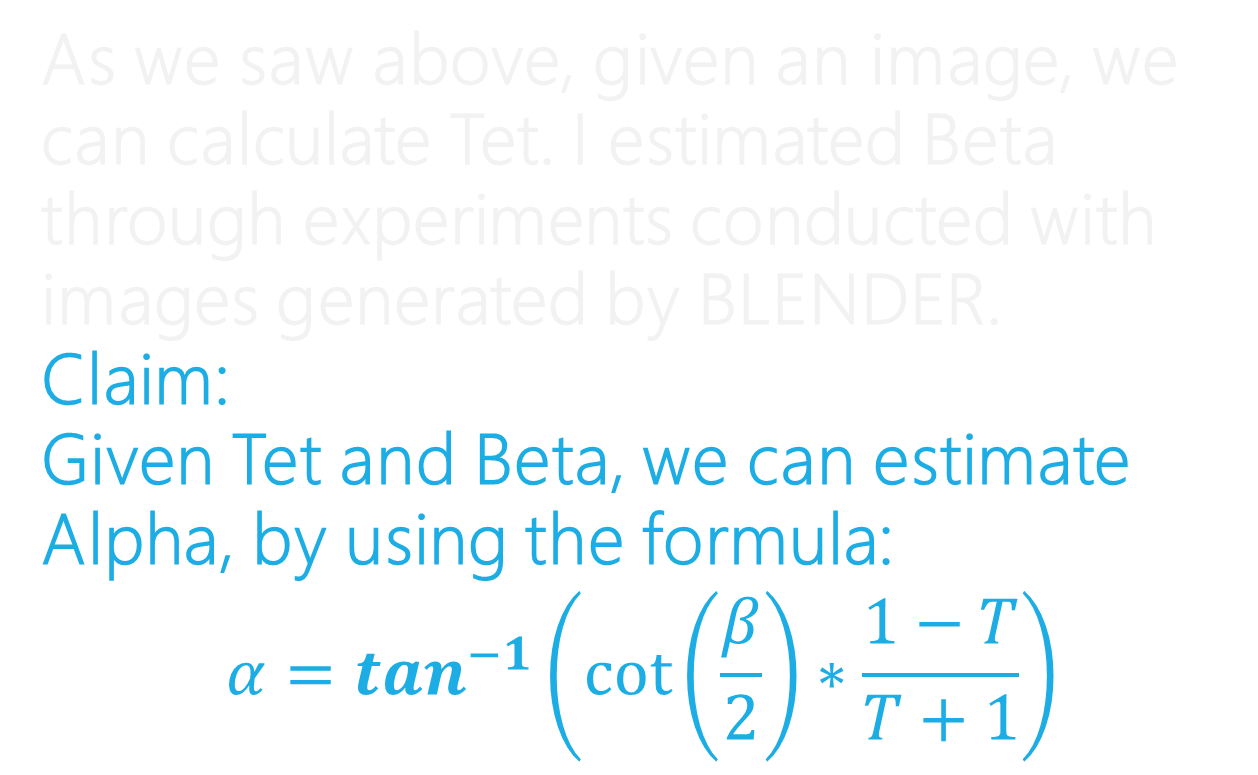 As we saw above, given an image, we
can calculate Tet. I estimated Beta
through experiments conducted with
images generated by BLENDER.
Claim:
Given Tet and Beta, we can estimate
Alpha, by using the formula:
α = tan⁻¹(cot(β/2) * (1 − T)/(T + 1))